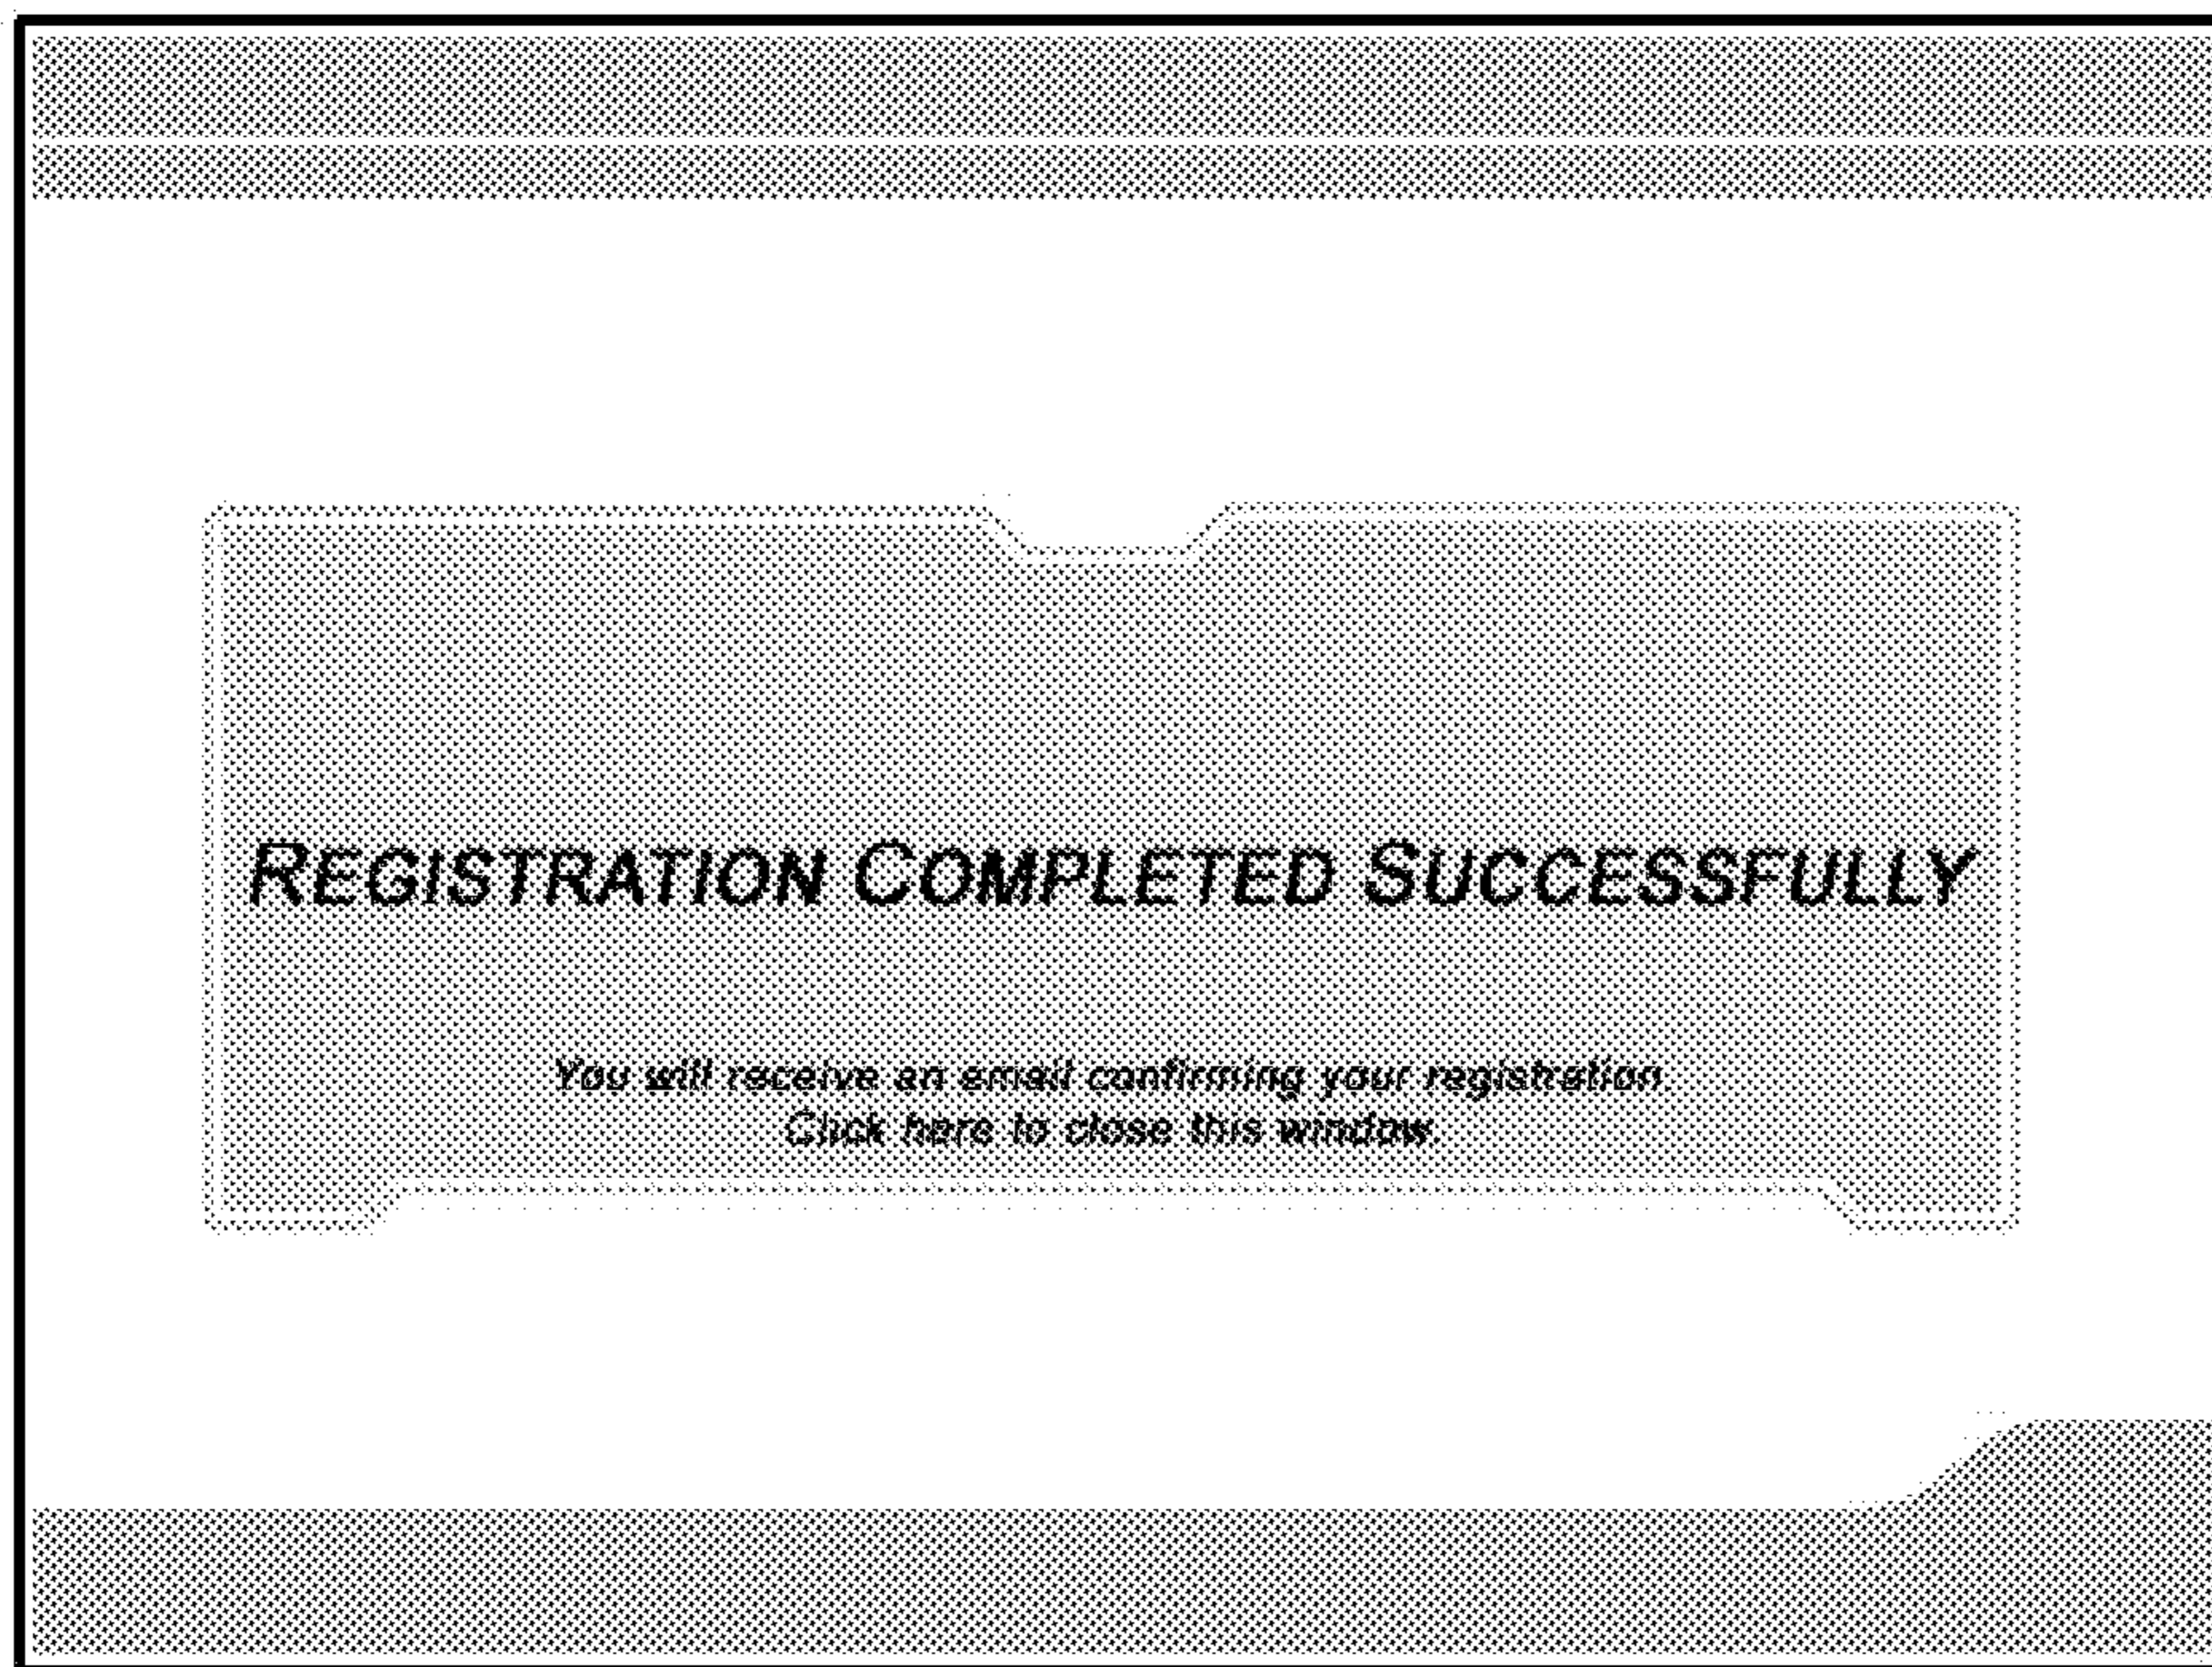 REGISTRATION COMPLETED SUCCESSFULLY
You will receive an email confirming your registration.
Click here to close this window.